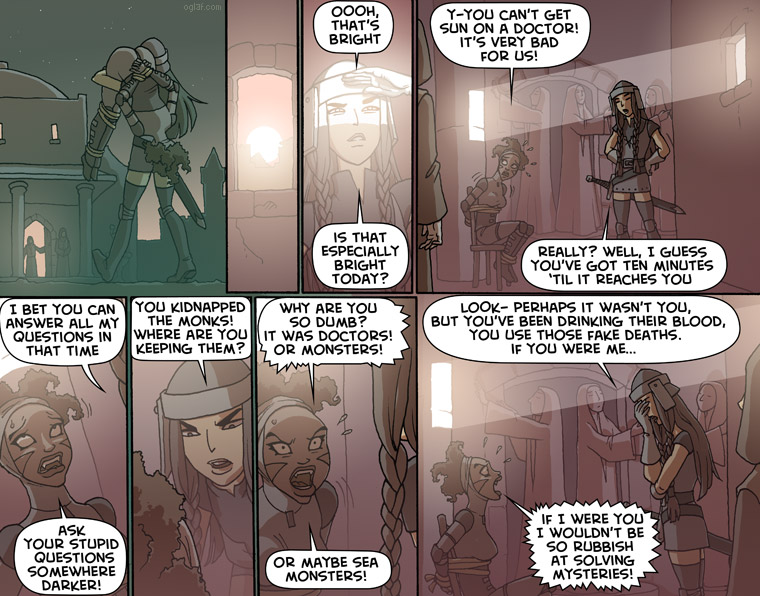 oglaf.com
OOOH,
THAT'S
BRIGHT
IS THAT
ESPECIALLY
BRIGHT
TODAY?
Y-YOU CAN'T GET
SUN ON A DOCTOR!
IT'S VERY BAD
FOR US!
REALLY? WELL, I GUESS
YOU'VE GOT TEN MINUTES
'TIL IT REACHES YOU
I BET YOU CAN
ANSWER ALL MY
QUESTIONS IN
THAT TIME
ASK
YOUR STUPID
QUESTIONS
SOMEWHERE
DARKER!
YOU KIDNAPPED
THE MONKS!
WHERE ARE YOU
KEEPING THEM?
WHY ARE YOU
SO DUMB?
IT WAS DOCTORS!
OR MONSTERS!
OR MAYBE SEA
MONSTERS!
LOOK- PERHAPS IT WASN'T YOU,
BUT YOU'VE BEEN DRINKING THEIR BLOOD,
YOU USE THOSE FAKE DEATHS.
IF YOU WERE ME...
IF I WERE YOU
I WOULDN'T BE
SO RUBBISH
AT SOLVING
MYSTERIES!